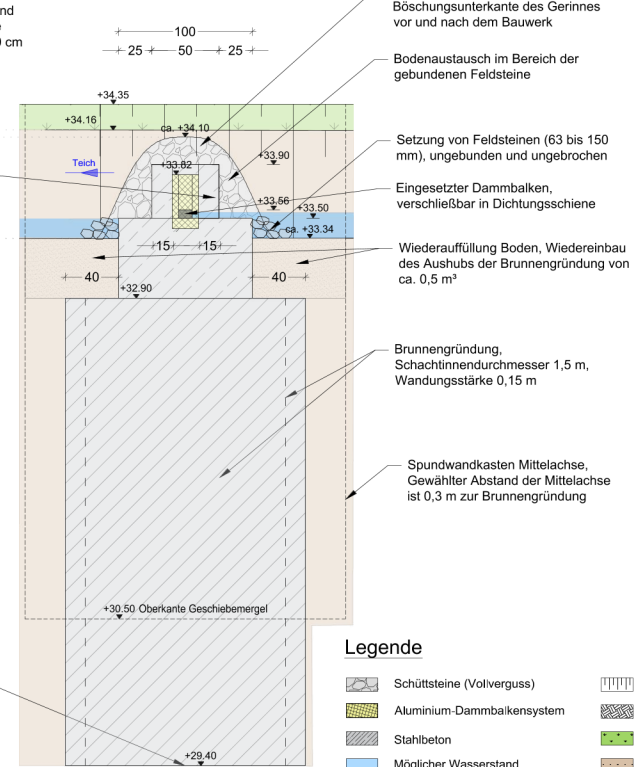 und
e
0 cm
100
25
50
25
Böschungsunterkante des Gerinnes
vor und nach dem Bauwerk
Bodenaustausch im Bereich der
gebundenen Feldsteine
+34.35
+34.16
ca. +34.10
Setzung von Feldsteinen (63 bis 150
mm), ungebunden und ungebrochen
Teich
+33.82
+33.90
Eingesetzter Dammbalken,
verschließbar in Dichtungsschiene
+33.56
+33.50
ca. +33.34
15
15
Wiederauffüllung Boden, Wiedereinbau
des Aushubs der Brunnengründung von
ca. 0,5 m³
40
40
+32.90
Brunnengründung,
Schachtinnendurchmesser 1,5 m,
Wandungsstärke 0,15 m
Spundwandkasten Mittelachse,
Gewählter Abstand der Mittelachse
ist 0,3 m zur Brunnengründung
+30.50 Oberkante Geschiebemergel
Legende
Schüttsteine (Vollverguss)
Aluminium-Dammbalkensystem
Stahlbeton
Möglicher Wasserstand
+29.40